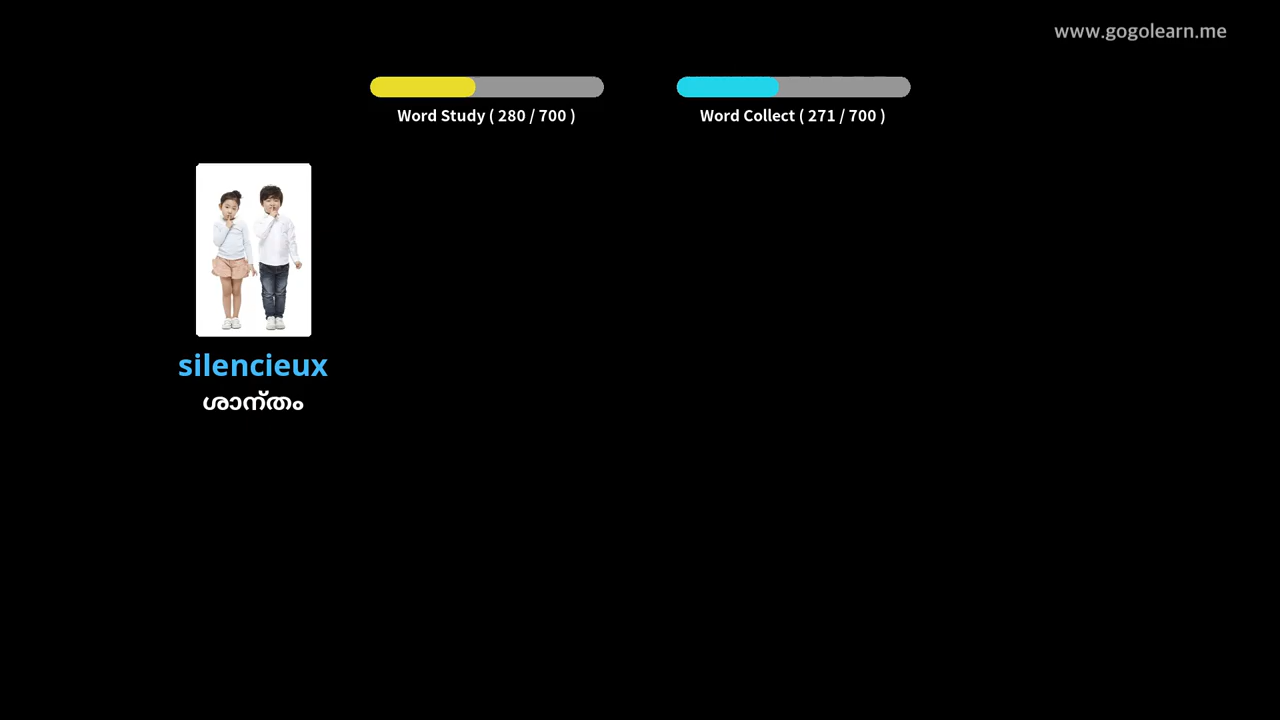 www.gogolearn.me
Word Study ( 280 / 700 )
Word Collect ( 271 / 700 )
silencieux
ശാന്തം